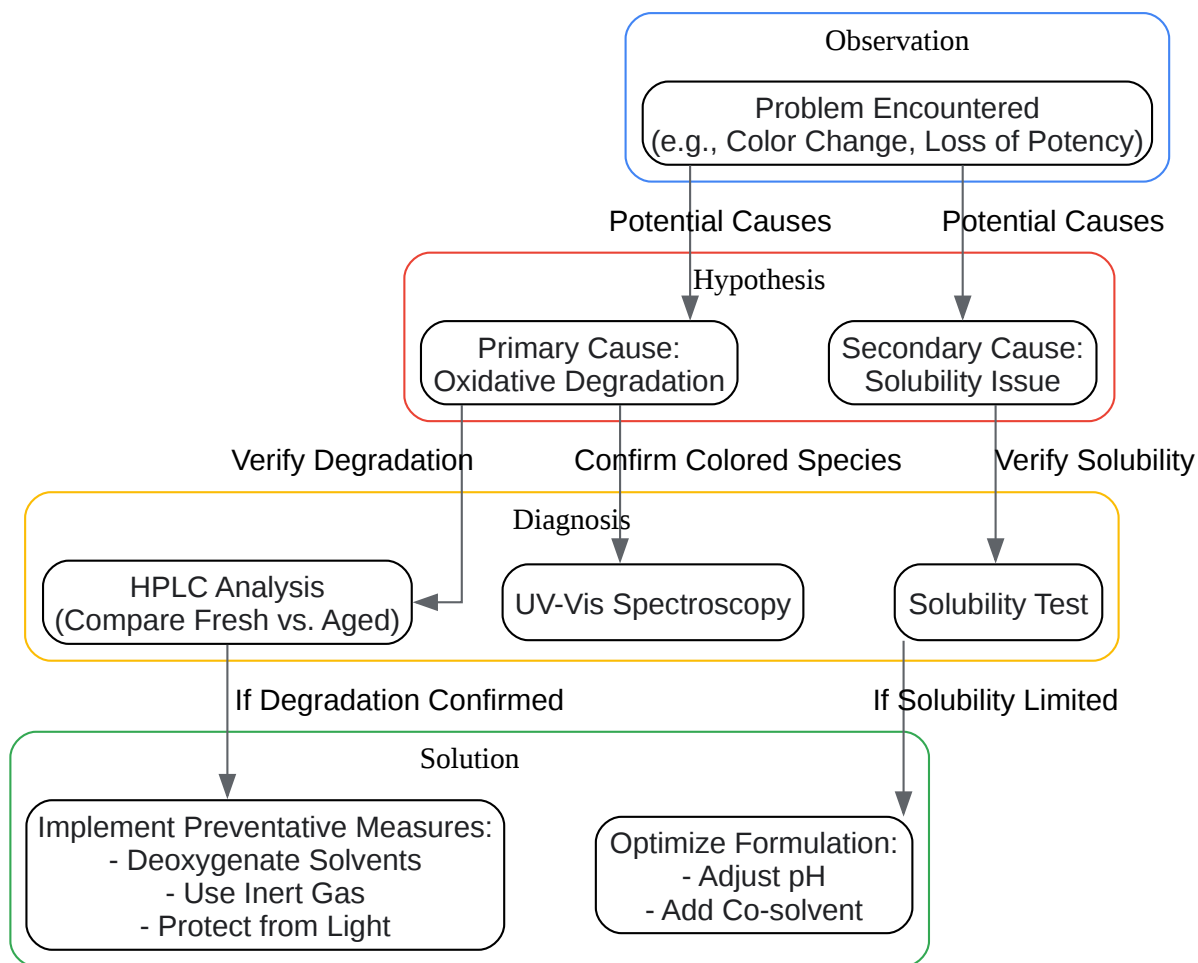 Observation
Problem Encountered
(e.g., Color Change, Loss of Potency)
Potential Causes
Potential Causes
Hypothesis
Primary Cause:
Oxidative Degradation
Secondary Cause:
Solubility Issue
Verify Degradation
Confirm Colored Species
Verify Solubility
Diagnosis
HPLC Analysis
(Compare Fresh vs. Aged)
UV-Vis Spectroscopy
Solubility Test
If Degradation Confirmed
If Solubility Limited
Solution
Implement Preventative Measures:
- Deoxygenate Solvents
- Use Inert Gas
- Protect from Light
Optimize Formulation:
- Adjust pH
- Add Co-solvent